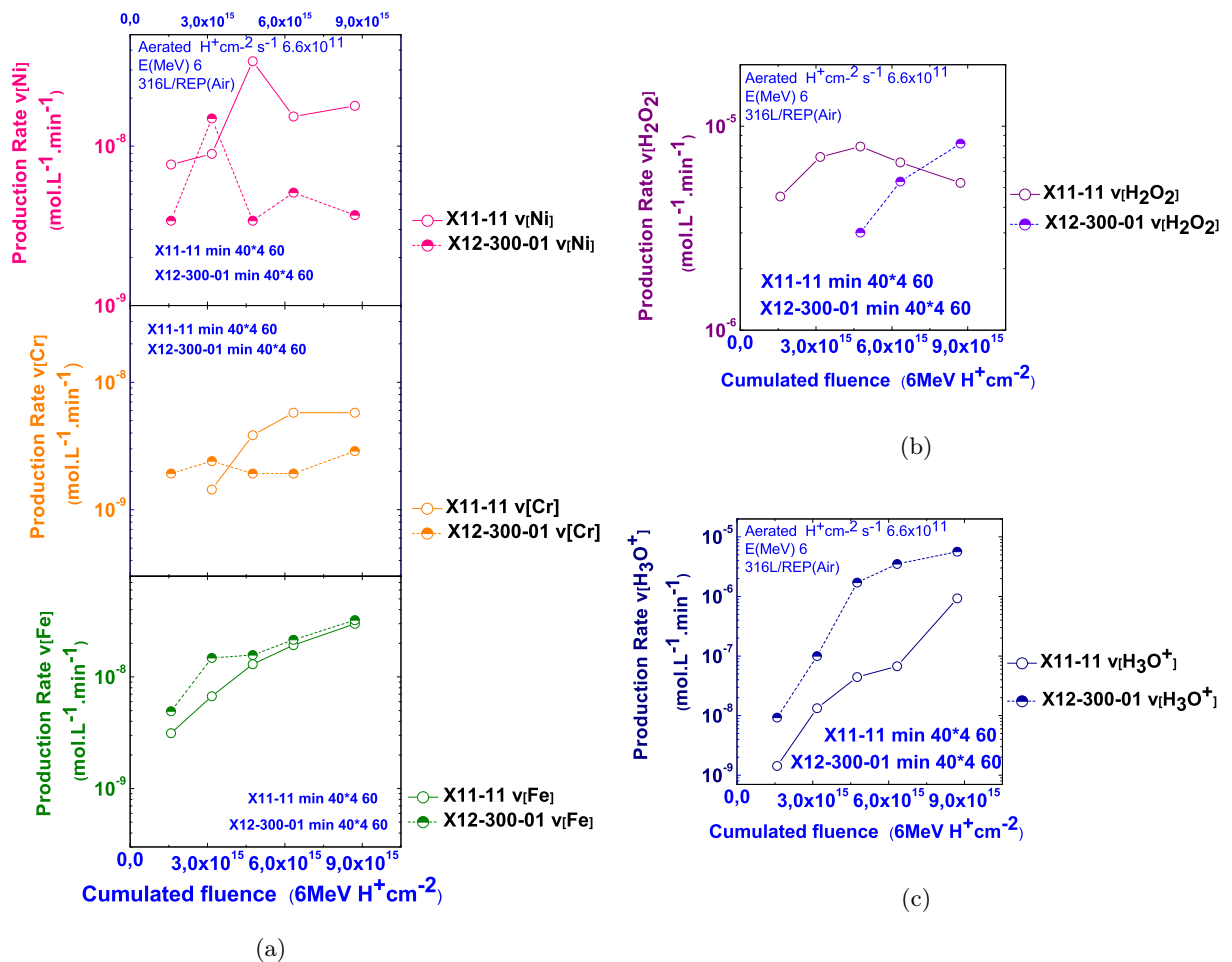 0,0 3,0x10^15 6,0x10^15 9,0x10^15
Aerated H^+cm-^2 s^-1 6.6x10^11
E(MeV) 6
316L/REP(Air)
Production Rate v[Ni]
(mol.L^-1.min^-1)
10^-8
10^-9
X11-11 min 40*4 60
X12-300-01 min 40*4 60
X11-11 v[Ni]
X12-300-01 v[Ni]
X11-11 min 40*4 60
X12-300-01 min 40*4 60
Production Rate v[Cr]
(mol.L^-1.min^-1)
10^-8
10^-9
X11-11 v[Cr]
X12-300-01 v[Cr]
Production Rate v[Fe]
(mol.L^-1.min^-1)
10^-8
10^-9
X11-11 min 40*4 60
X12-300-01 min 40*4 60
X11-11 v[Fe]
X12-300-01 v[Fe]
0,0 3,0x10^15 6,0x10^15 9,0x10^15
Cumulated fluence (6MeV H^+cm^-2)
(a)
Aerated H^+cm-^2 s^-1 6.6x10^11
E(MeV) 6
316L/REP(Air)
Production Rate v[H_2O_2]
(mol.L^-1.min^-1)
10^-5
10^-6
X11-11 v[H_2O_2]
X12-300-01 v[H_2O_2]
X11-11 min 40*4 60
X12-300-01 min 40*4 60
0,0 3,0x10^15 6,0x10^15 9,0x10^15
Cumulated fluence (6MeV H^+cm^-2)
(b)
Aerated H^+cm-^2 s^-1 6.6x10^11
E(MeV) 6
316L/REP(Air)
Production Rate v[H_3O^+]
(mol.L^-1.min^-1)
10^-5
10^-6
10^-7
10^-8
10^-9
X11-11 v[H_3O^+]
X12-300-01 v[H_3O^+]
X11-11 min 40*4 60
X12-300-01 min 40*4 60
0,0 3,0x10^15 6,0x10^15 9,0x10^15
Cumulated fluence (6MeV H^+cm^-2)
(c)